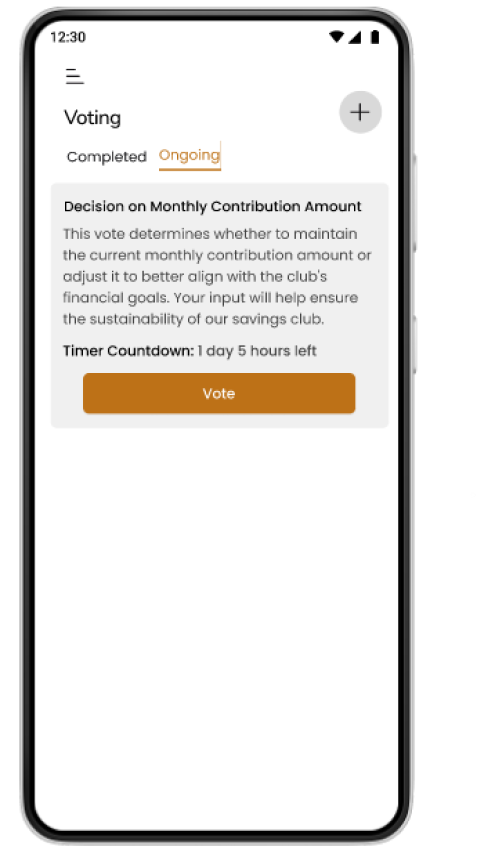 12:30
Voting
Completed Ongoing
Decision on Monthly Contribution Amount
This vote determines whether to maintain
the current monthly contribution amount or
adjust it to better align with the club's
financial goals. Your input will help ensure
the sustainability of our savings club.
Timer Countdown: 1 day 5 hours left
Vote